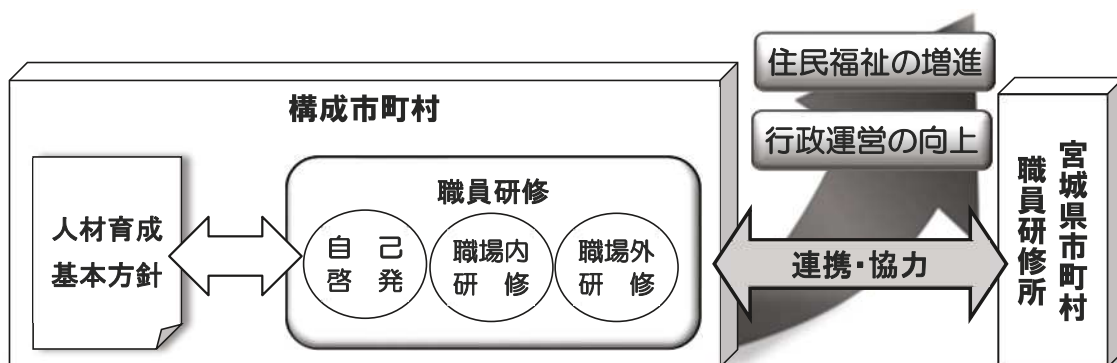 住民福祉の増進
行政運営の向上
構成市町村
人材育成
基本方針
職員研修
自己
啓発
職場内
研修
職場外
研修
連携・協力
宮城県市町村
職員研修所